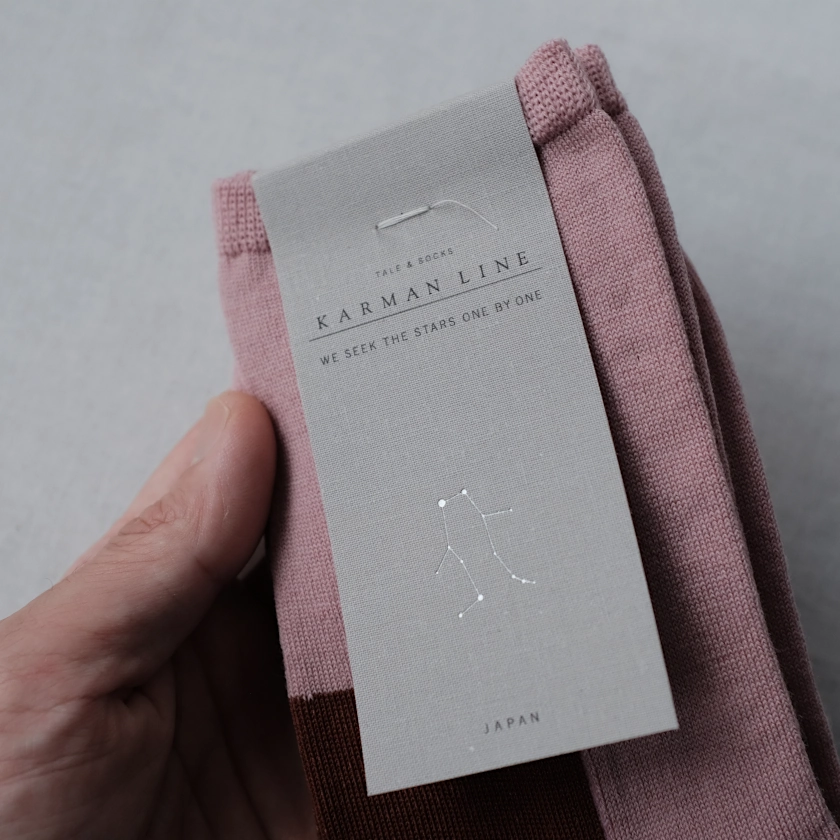 TALE & SOCKS
KARMAN LINE
WE SEEK THE STARS ONE BY ONE
JAPAN